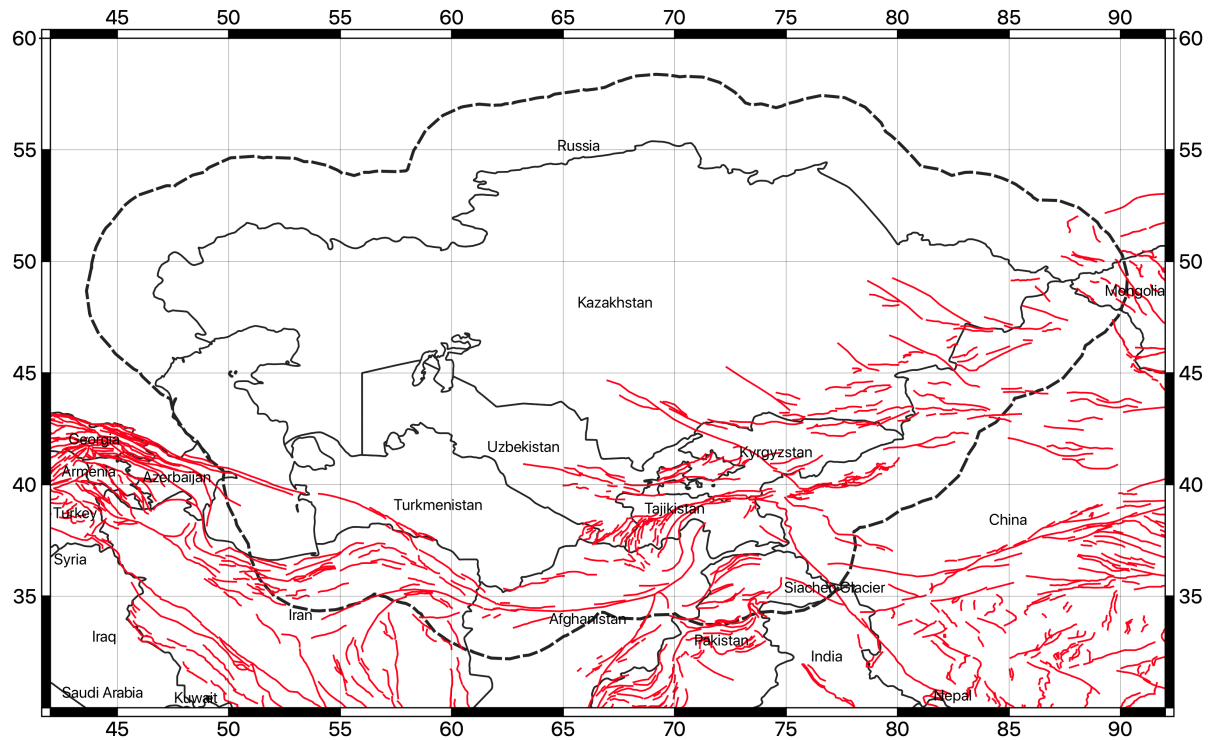 45 50 55 60 65 70 75 80 85 90
60 60
Russia
55 55
50 50
Mongolia
Kazakhstan
45 45
Georgia
Uzbekistan
Kyrgyzstan
Armenia
Azerbaijan
40 40
Turkmenistan
Tajikistan
Turkey
China
Syria
Siachen Glacier
35 35
Iran
Afghanistan
Iraq
Pakistan
India
Saudi Arabia
Kuwait
Nepal
45 50 55 60 65 70 75 80 85 90